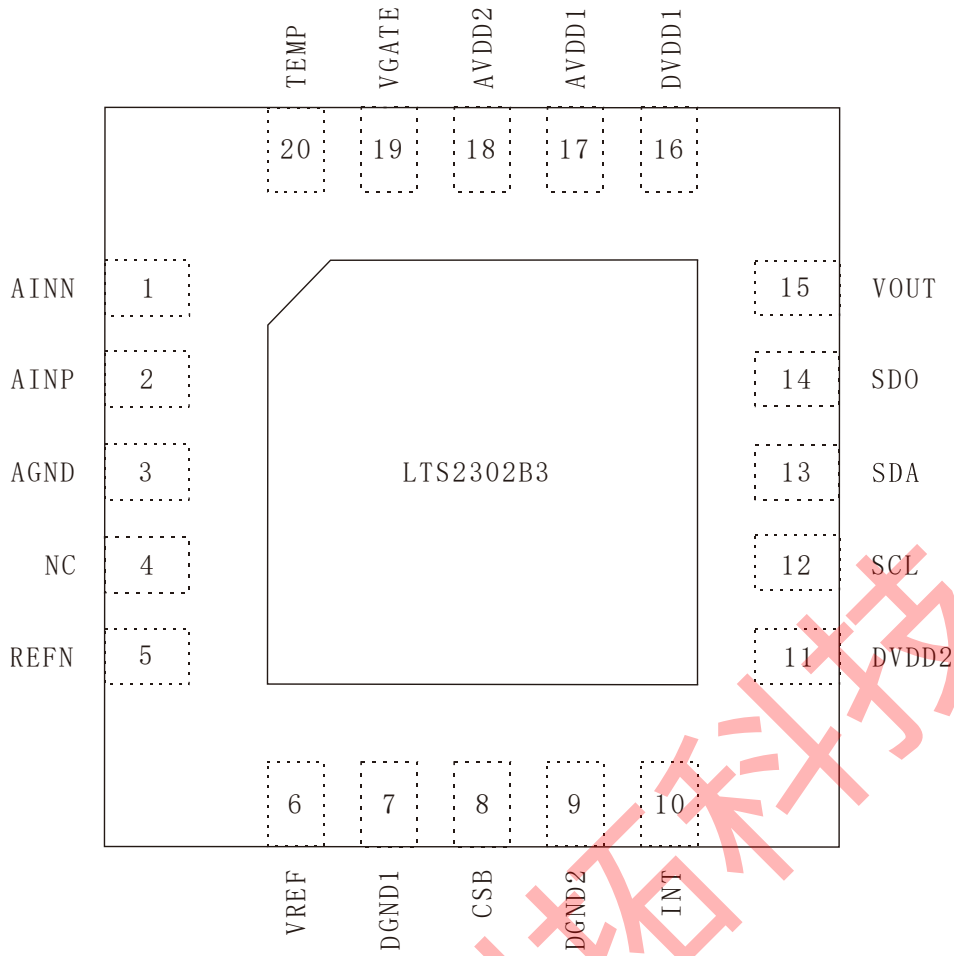 TEMP
VGATE
AVDD2
AVDD1
DVDD1
20 19 18 17 16
AINN 1 15 VOUT
AINP 2 14 SDO
AGND 3 LTS2302B3 13 SDA
NC 4 12 SCL
REFN 5 11 DVDD2
6 7 8 9 10
VREF
DGND1
CSB
DGND2
INT
拓科技